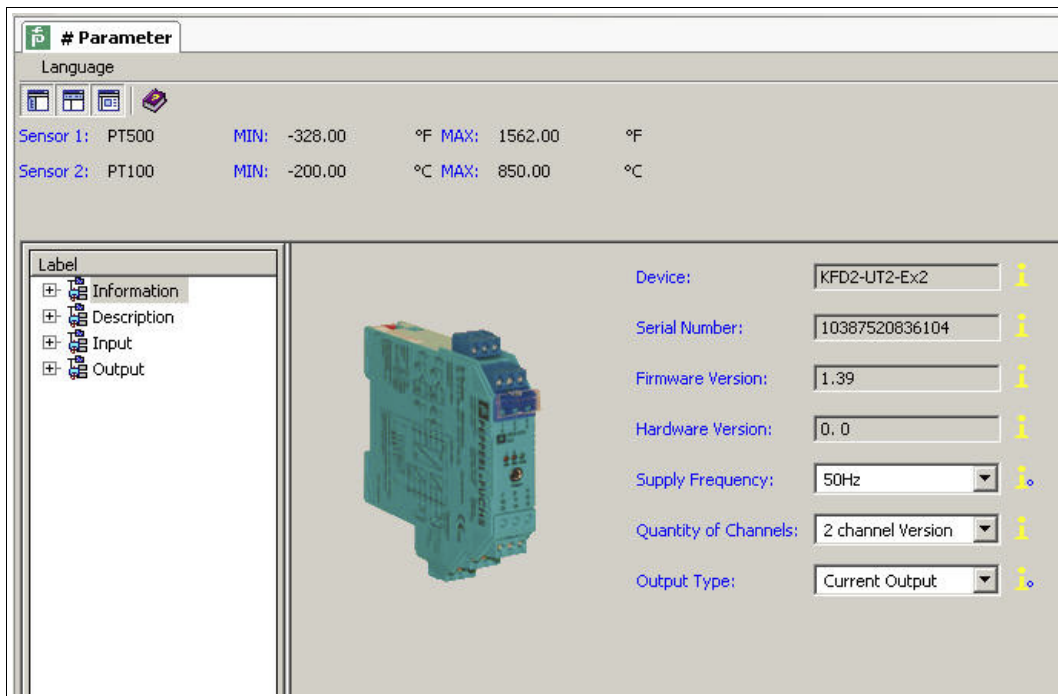 # Parameter
Language
Sensor 1: PT500 MIN: -328.00 °F MAX: 1562.00 °F
Sensor 2: PT100 MIN: -200.00 °C MAX: 850.00 °C
Label
Information
Description
Input
Output
Device: KFD2-UT2-Ex2
Serial Number: 10387520836104
Firmware Version: 1.39
Hardware Version: 0. 0
Supply Frequency: 50Hz
Quantity of Channels: 2 channel Version
Output Type: Current Output
PEPPERL+FUCHS